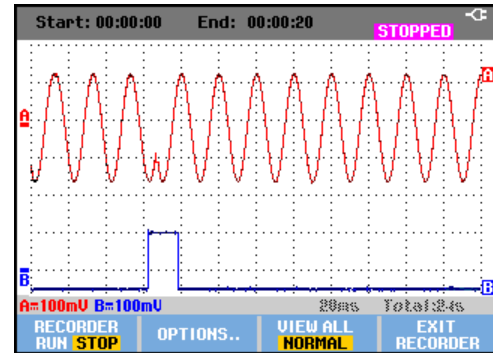 Start: 00:00:00 End: 00:00:20
STOPPED
A
A
B
B
A=100mV B=100mV 20ms Total:24s
RECORDER
RUN STOP
OPTIONS..
VIEW ALL
NORMAL
EXIT
RECORDER